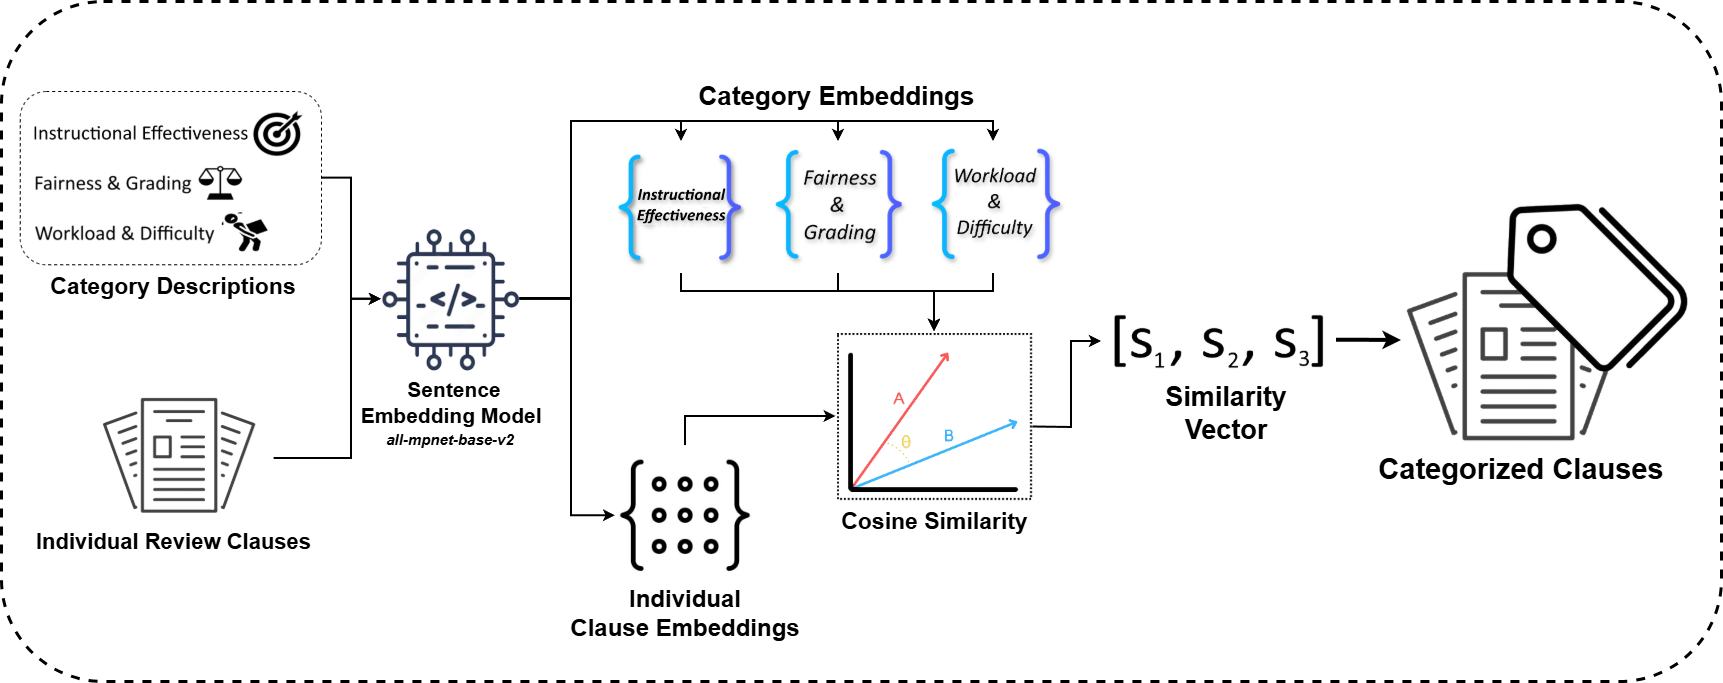 Category Embeddings
Instructional Effectiveness
Fairness & Grading
Workload & Difficulty
Category Descriptions
Instructional
Effectiveness
Fairness
&
Grading
Workload
&
Difficulty
</>
Sentence
Embedding Model
all-mpnet-base-v2
Individual Review Clauses
Individual
Clause Embeddings
A
B
θ
Cosine Similarity
[S1, S2, S3]
Similarity
Vector
Categorized Clauses